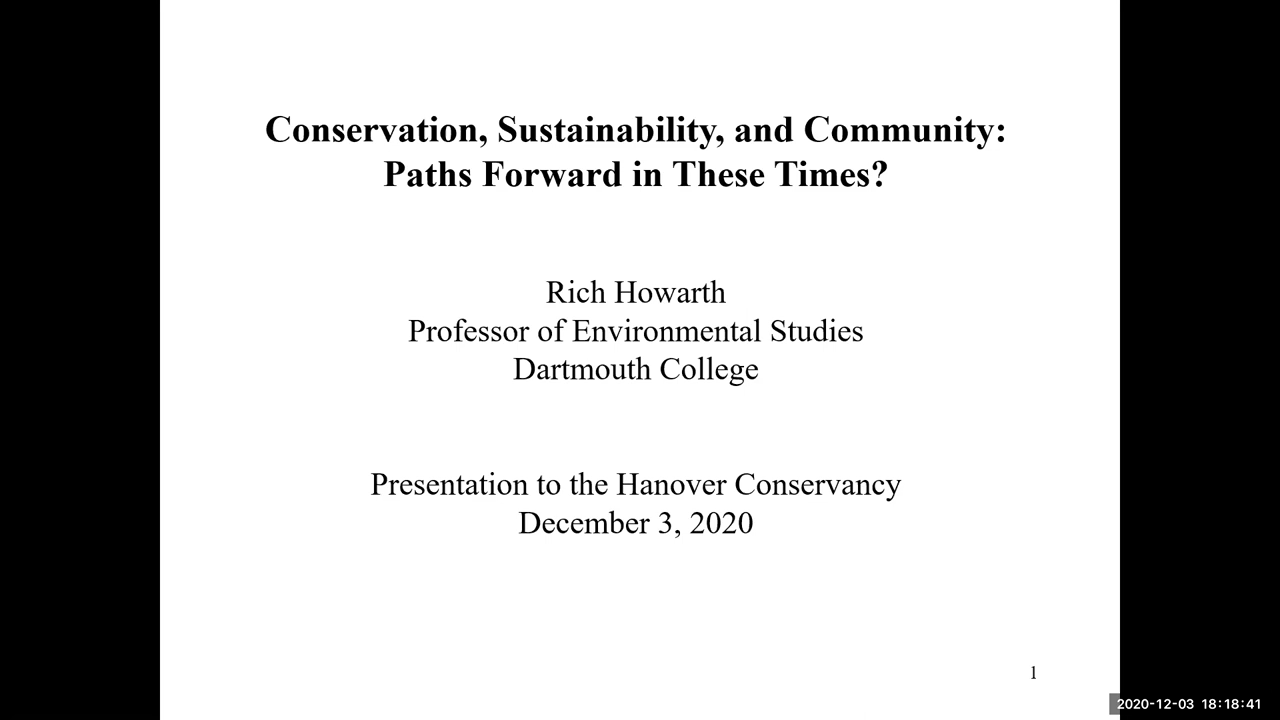 Conservation, Sustainability, and Community:
Paths Forward in These Times?
Rich Howarth
Professor of Environmental Studies
Dartmouth College
Presentation to the Hanover Conservancy
December 3, 2020
1
2020-12-03 18:18:41